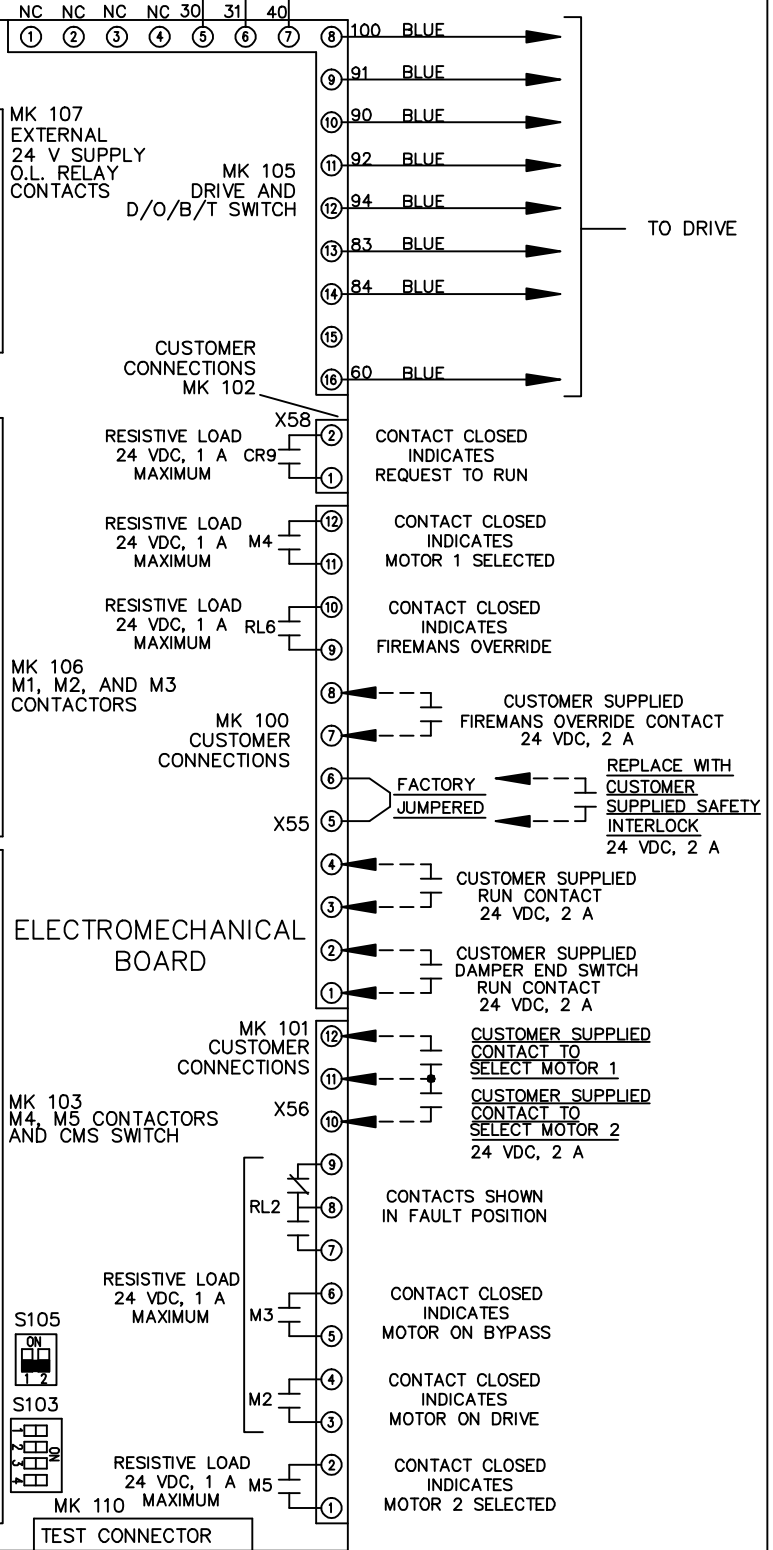 NC NC NC NC 30 31 40
1 2 3 4 5 6 7 8 100 BLUE
9 91 BLUE
10 90 BLUE
11 92 BLUE
12 94 BLUE
13 83 BLUE
14 84 BLUE
15
16 60 BLUE
TO DRIVE
MK 107
EXTERNAL
24 V SUPPLY
O.L. RELAY
CONTACTS
MK 105
DRIVE AND
D/O/B/T SWITCH
CUSTOMER
CONNECTIONS
MK 102
X58
RESISTIVE LOAD
24 VDC, 1 A
MAXIMUM
CR9
2
1
CONTACT CLOSED
INDICATES
REQUEST TO RUN
RESISTIVE LOAD
24 VDC, 1 A
MAXIMUM
M4
12
11
CONTACT CLOSED
INDICATES
MOTOR 1 SELECTED
RESISTIVE LOAD
24 VDC, 1 A
MAXIMUM
RL6
10
9
CONTACT CLOSED
INDICATES
FIREMANS OVERRIDE
MK 106
M1, M2, AND M3
CONTACTORS
MK 100
CUSTOMER
CONNECTIONS
8
7
CUSTOMER SUPPLIED
FIREMANS OVERRIDE CONTACT
24 VDC, 2 A
X55
6
5
FACTORY
JUMPERED
REPLACE WITH
CUSTOMER
SUPPLIED SAFETY
INTERLOCK
24 VDC, 2 A
4
3
CUSTOMER SUPPLIED
RUN CONTACT
24 VDC, 2 A
ELECTROMECHANICAL
BOARD
2
1
CUSTOMER SUPPLIED
DAMPER END SWITCH
RUN CONTACT
24 VDC, 2 A
MK 101
CUSTOMER
CONNECTIONS
X56
12
11
10
CUSTOMER SUPPLIED
CONTACT TO
SELECT MOTOR 1
CUSTOMER SUPPLIED
CONTACT TO
SELECT MOTOR 2
24 VDC, 2 A
MK 103
M4, M5 CONTACTORS
AND CMS SWITCH
RL2
9
8
7
CONTACTS SHOWN
IN FAULT POSITION
RESISTIVE LOAD
24 VDC, 1 A
MAXIMUM
M3
6
5
CONTACT CLOSED
INDICATES
MOTOR ON BYPASS
S105
ON
1 2
M2
4
3
CONTACT CLOSED
INDICATES
MOTOR ON DRIVE
S103
1
2
3
4
ON
RESISTIVE LOAD
24 VDC, 1 A
MAXIMUM
M5
2
1
CONTACT CLOSED
INDICATES
MOTOR 2 SELECTED
MK 110
TEST CONNECTOR